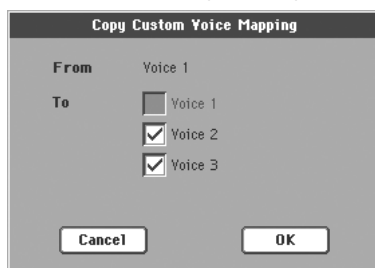 Copy Custom Voice Mapping
From Voice 1
To Voice 1
Voice 2
Voice 3
Cancel OK